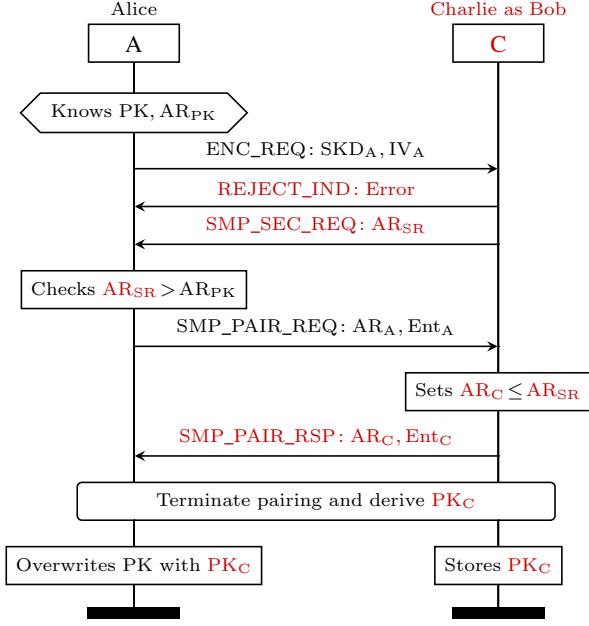 Alice
Charlie as Bob
A
C
Knows PK, AR_PK
ENC_REQ: SKD_A, IV_A
REJECT_IND: Error
SMP_SEC_REQ: AR_SR
Checks AR_SR > AR_PK
SMP_PAIR_REQ: AR_A, Ent_A
Sets AR_C ≤ AR_SR
SMP_PAIR_RSP: AR_C, Ent_C
Terminate pairing and derive PK_C
Overwrites PK with PK_C
Stores PK_C